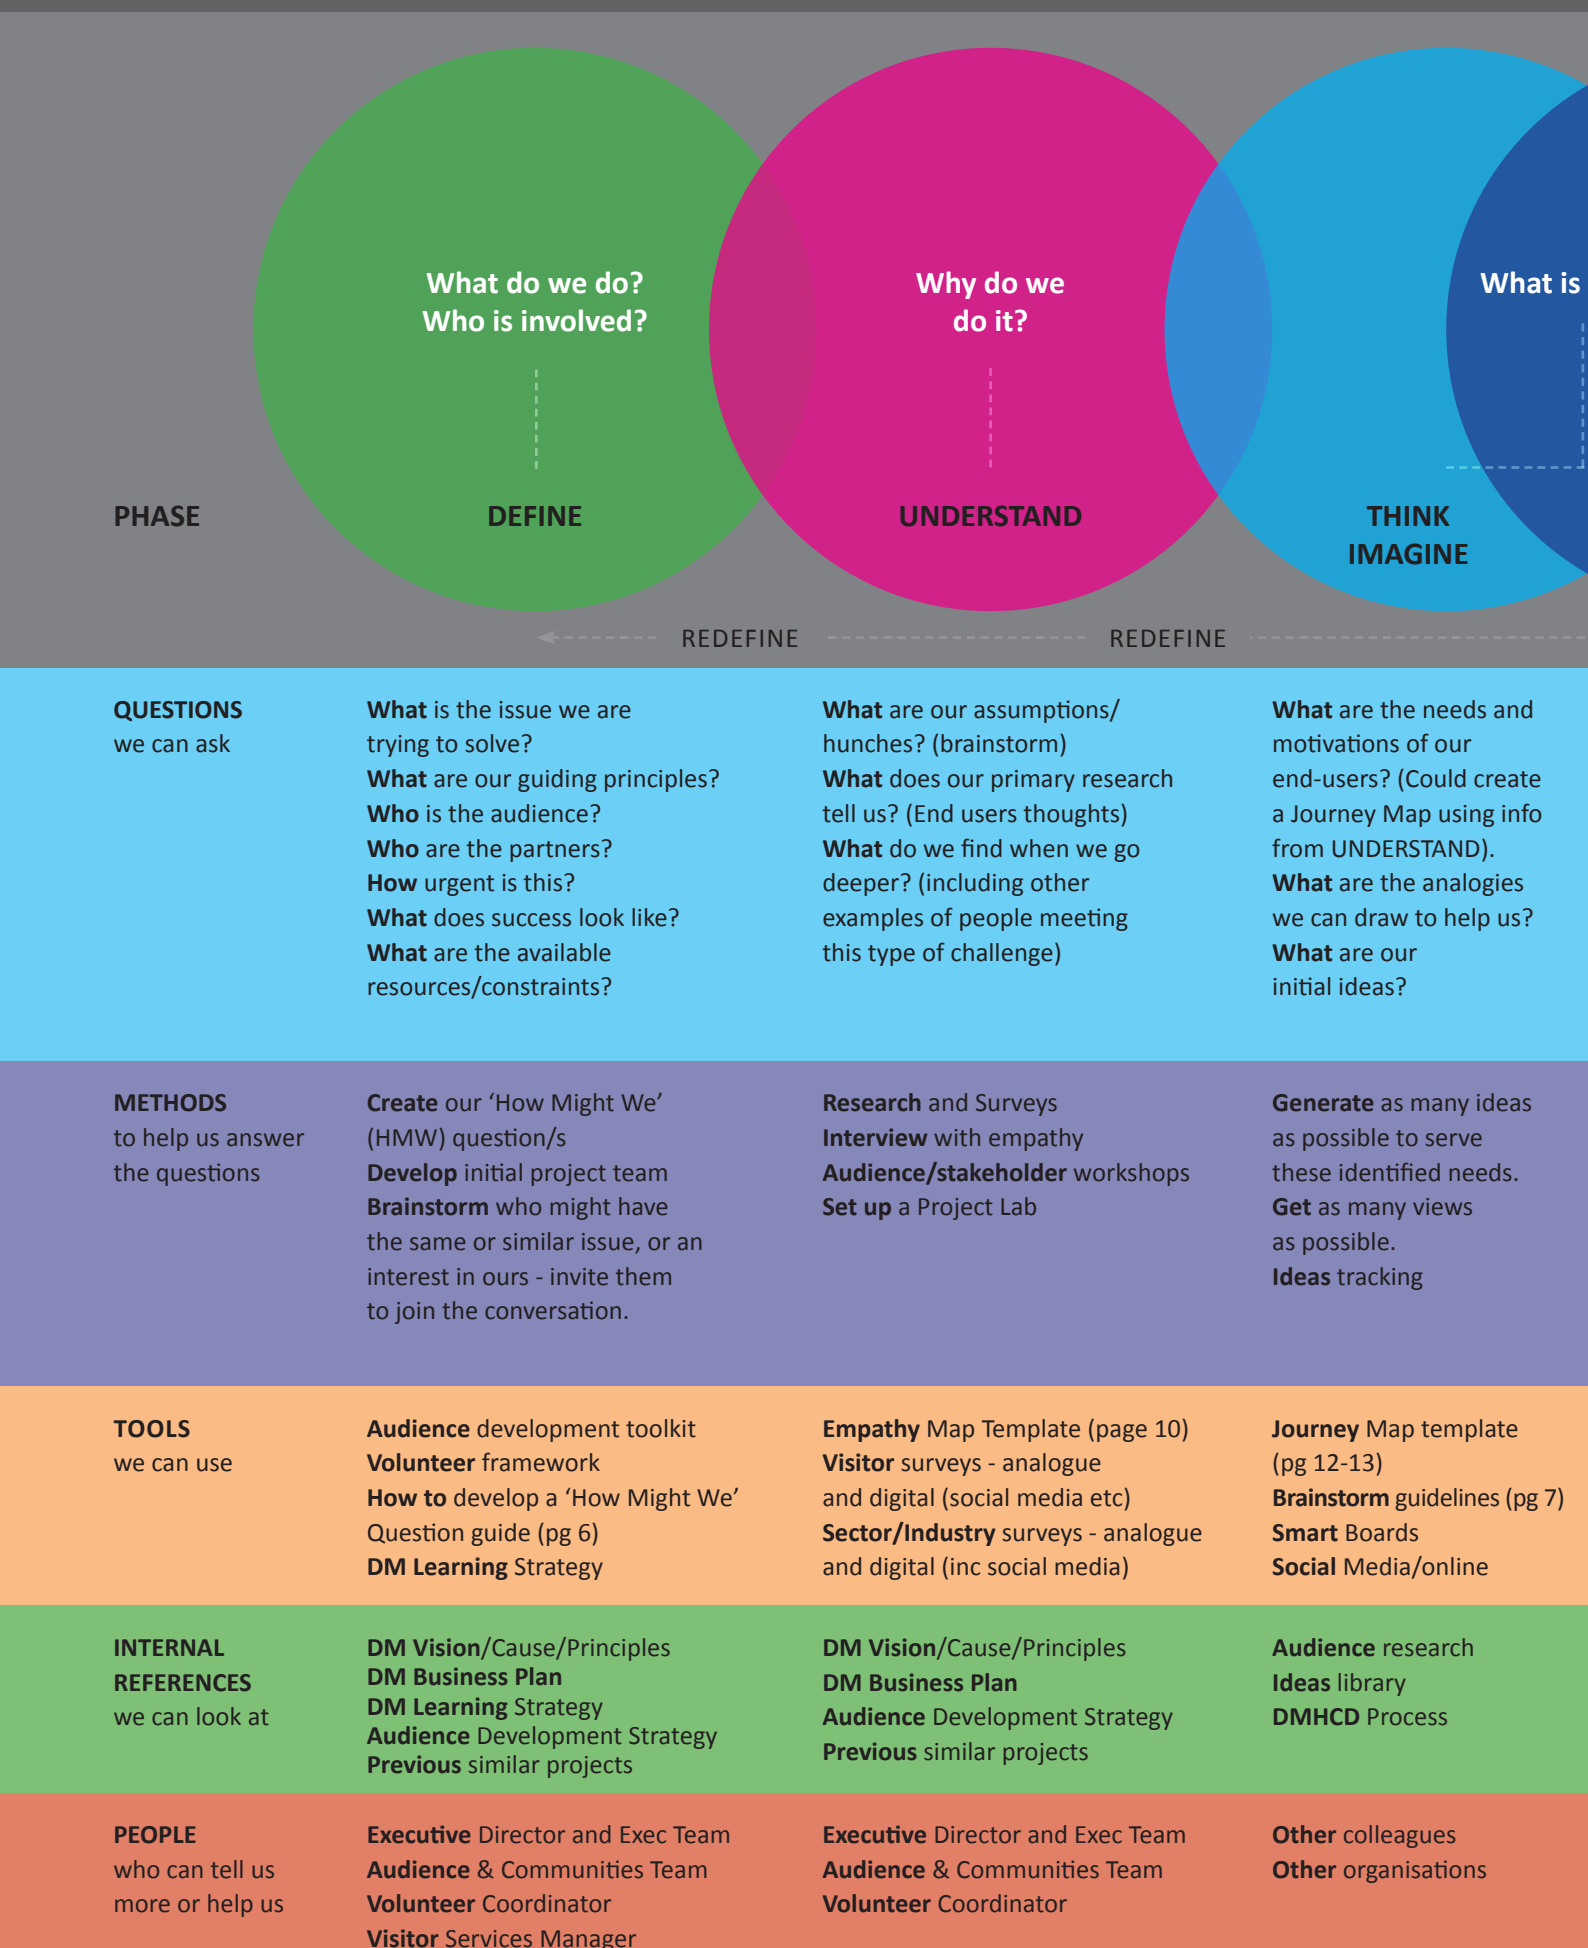 What do we do?
Who is involved?
Why do we
do it?
What is
PHASE
DEFINE
UNDERSTAND
THINK
IMAGINE
REDEFINE
REDEFINE
QUESTIONS
we can ask
What is the issue we are
trying to solve?
What are our guiding principles?
Who is the audience?
Who are the partners?
How urgent is this?
What does success look like?
What are the available
resources/constraints?
What are our assumptions/
hunches? (brainstorm)
What does our primary research
tell us? (End users thoughts)
What do we find when we go
deeper? (including other
examples of people meeting
this type of challenge)
What are the needs and
motivations of our
end-users? (Could create
a Journey Map using info
from UNDERSTAND).
What are the analogies
we can draw to help us?
What are our
initial ideas?
METHODS
to help us answer
the questions
Create our ‘How Might We’
(HMW) question/s
Develop initial project team
Brainstorm who might have
the same or similar issue, or an
interest in ours - invite them
to join the conversation.
Research and Surveys
Interview with empathy
Audience/stakeholder workshops
Set up a Project Lab
Generate as many ideas
as possible to serve
these identified needs.
Get as many views
as possible.
Ideas tracking
TOOLS
we can use
Audience development toolkit
Volunteer framework
How to develop a ‘How Might We’
Question guide (pg 6)
DM Learning Strategy
Empathy Map Template (page 10)
Visitor surveys - analogue
and digital (social media etc)
Sector/Industry surveys - analogue
and digital (inc social media)
Journey Map template
(pg 12-13)
Brainstorm guidelines (pg 7)
Smart Boards
Social Media/online
INTERNAL
REFERENCES
we can look at
DM Vision/Cause/Principles
DM Business Plan
DM Learning Strategy
Audience Development Strategy
Previous similar projects
DM Vision/Cause/Principles
DM Business Plan
Audience Development Strategy
Previous similar projects
Audience research
Ideas library
DMHCD Process
PEOPLE
who can tell us
more or help us
Executive Director and Exec Team
Audience & Communities Team
Volunteer Coordinator
Visitor Services Manager
Executive Director and Exec Team
Audience & Communities Team
Volunteer Coordinator
Other colleagues
Other organisations